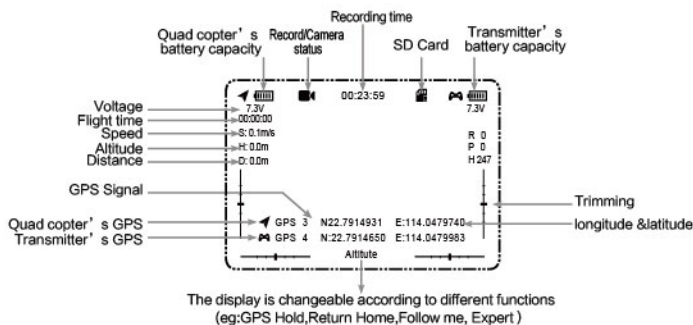 Recording time
Quad copter's battery capacity
Record/Camera status
SD Card
Transmitter's battery capacity
00:23:59
Voltage
7.3V
7.3V
Flight time
00:00:00
Speed
S: 0.1m/s
R 0
Altitude
H: 0.0m
P 0
Distance
D: 0.0m
H 247
GPS Signal
Trimming
Quad copter's GPS
GPS 3 N22.7914931 E:114.0479740
longitude &latitude
Transmitter's GPS
GPS 4 N:22.7914650 E:114.0479983
Altitute
The display is changeable according to different functions
(eg:GPS Hold,Return Home,Follow me, Expert )